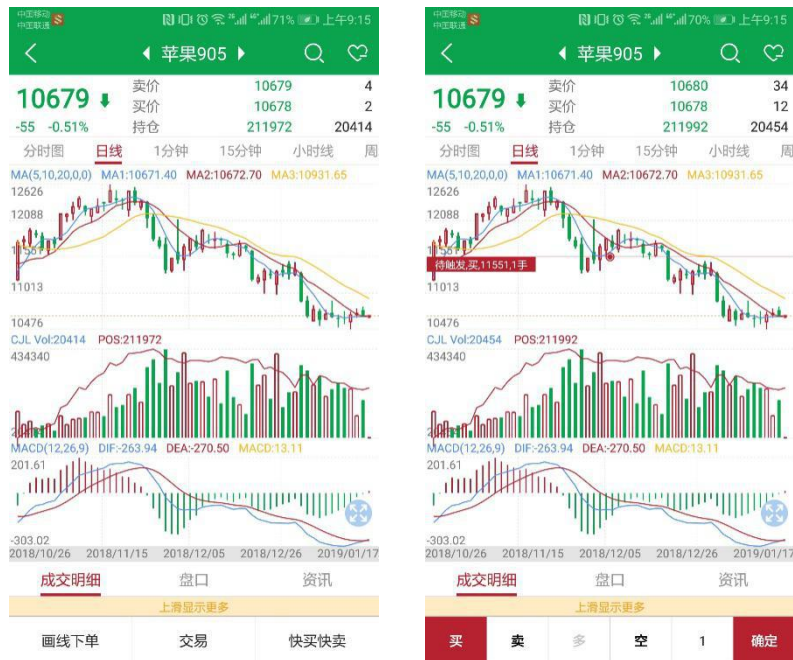 中国移动
中国联通
71%
上午9:15
苹果905
10679
-55 -0.51%
卖价 10679 4
买价 10678 2
持仓 211972 20414
分时图 日线 1分钟 15分钟 小时线 周
MA(5,10,20,0,0) MA1:10671.40 MA2:10672.70 MA3:10931.65
12626
12088
11013
10476
CJL Vol:20414 POS:211972
434340
MACD(12,26,9) DIF:-263.94 DEA:-270.50 MACD:13.11
201.61
-303.02
2018/10/26 2018/11/15 2018/12/05 2018/12/26 2019/01/17
成交明细 盘口 资讯
上滑显示更多
画线下单 交易 快买快卖
中国移动
中国联通
70%
上午9:15
苹果905
10679
-55 -0.51%
卖价 10680 34
买价 10678 12
持仓 211992 20454
分时图 日线 1分钟 15分钟 小时线 周
MA(5,10,20,0,0) MA1:10671.40 MA2:10672.70 MA3:10931.65
12626
12088
待触发,买,11551,1手
11013
10476
CJL Vol:20454 POS:211992
434340
MACD(12,26,9) DIF:-263.94 DEA:-270.50 MACD:13.11
201.61
-303.02
2018/10/26 2018/11/15 2018/12/05 2018/12/26 2019/01/17
成交明细 盘口 资讯
上滑显示更多
买 卖 多 空 1 确定